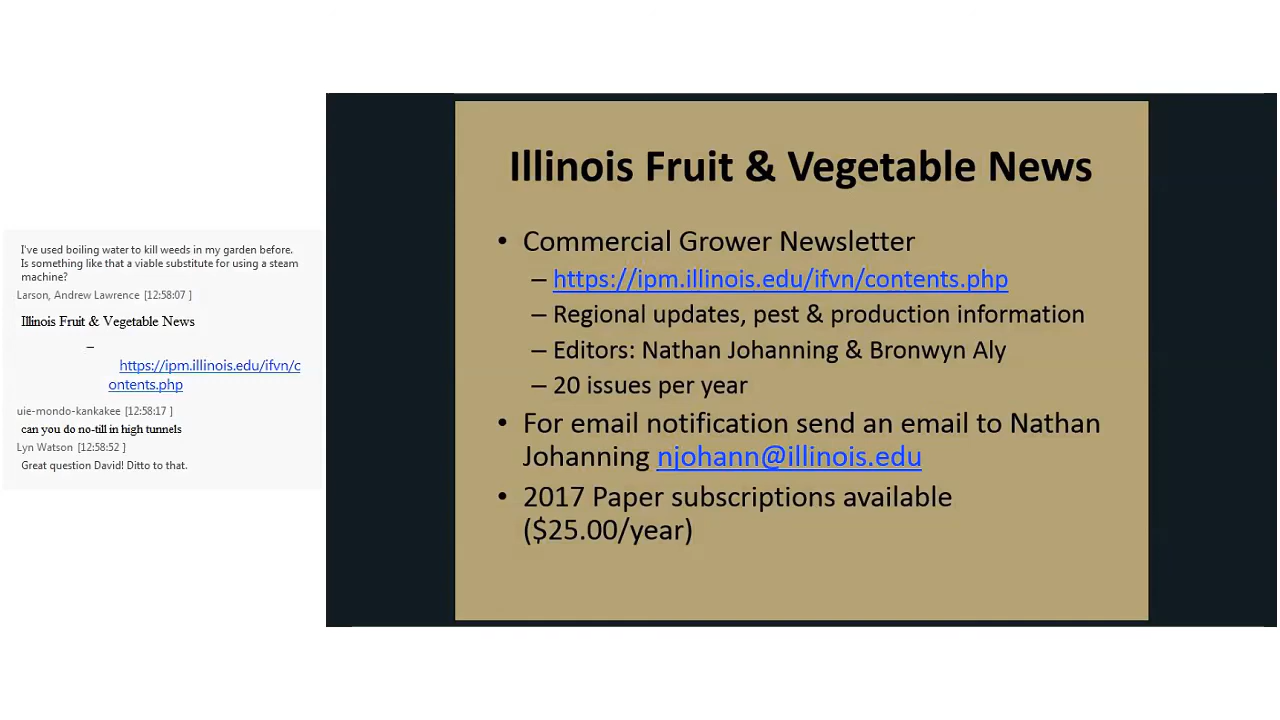 I've used boiling water to kill weeds in my garden before.
Is something like that a viable substitute for using a steam
machine?
Larson, Andrew Lawrence [12:58:07 ]
Illinois Fruit & Vegetable News
–
https://ipm.illinois.edu/ifvn/c
ontents.php
uie-mondo-kankakee [12:58:17 ]
can you do no-till in high tunnels
Lyn Watson [12:58:52 ]
Great question David! Ditto to that.
Illinois Fruit & Vegetable News
• Commercial Grower Newsletter
– https://ipm.illinois.edu/ifvn/contents.php
– Regional updates, pest & production information
– Editors: Nathan Johanning & Bronwyn Aly
– 20 issues per year
• For email notification send an email to Nathan
Johanning njohann@illinois.edu
• 2017 Paper subscriptions available
($25.00/year)